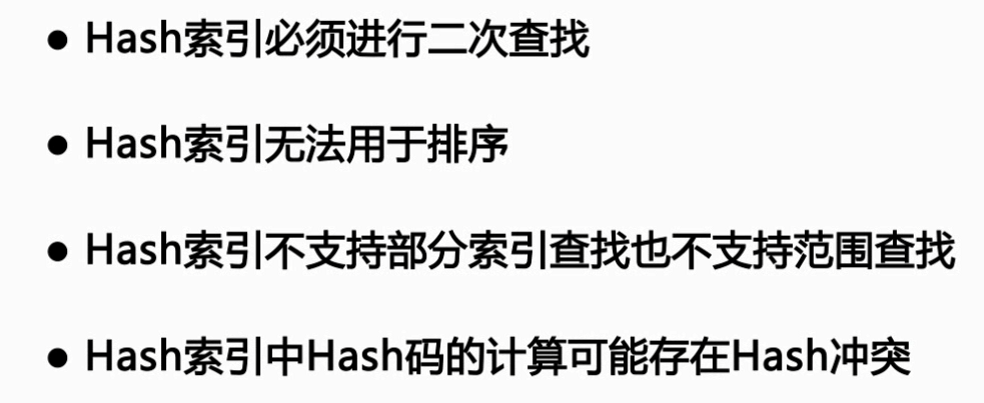 ● Hash索引必须进行二次查找
● Hash索引无法用于排序
● Hash索引不支持部分索引查找也不支持范围查找
● Hash索引中Hash码的计算可能存在Hash冲突